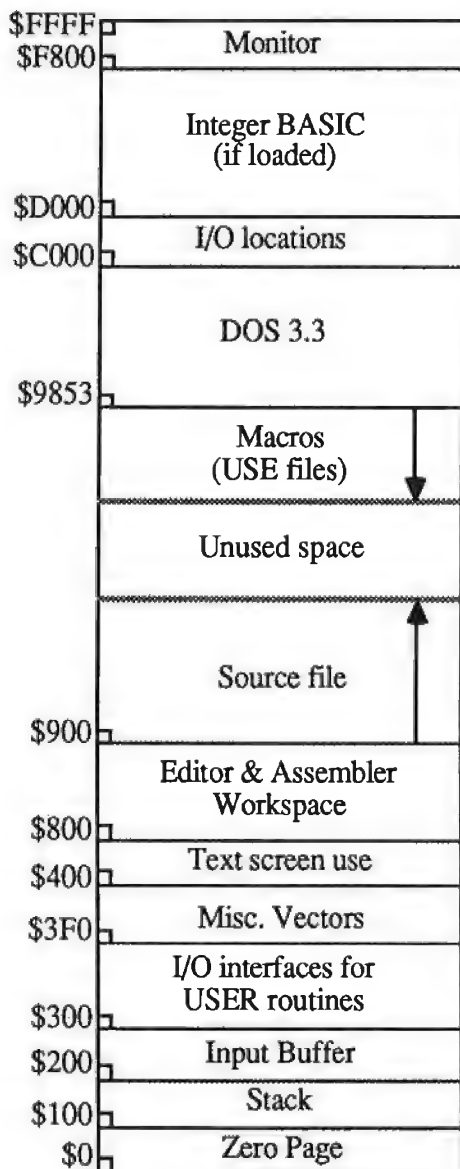 $FFFF
Monitor
$F800
Integer BASIC
(if loaded)
$D000
I/O locations
$C000
DOS 3.3
$9853
Macros
(USE files)
Unused space
Source file
$900
Editor & Assembler
Workspace
$800
Text screen use
$400
Misc. Vectors
$3F0
I/O interfaces for
USER routines
$300
Input Buffer
$200
Stack
$100
Zero Page
$0